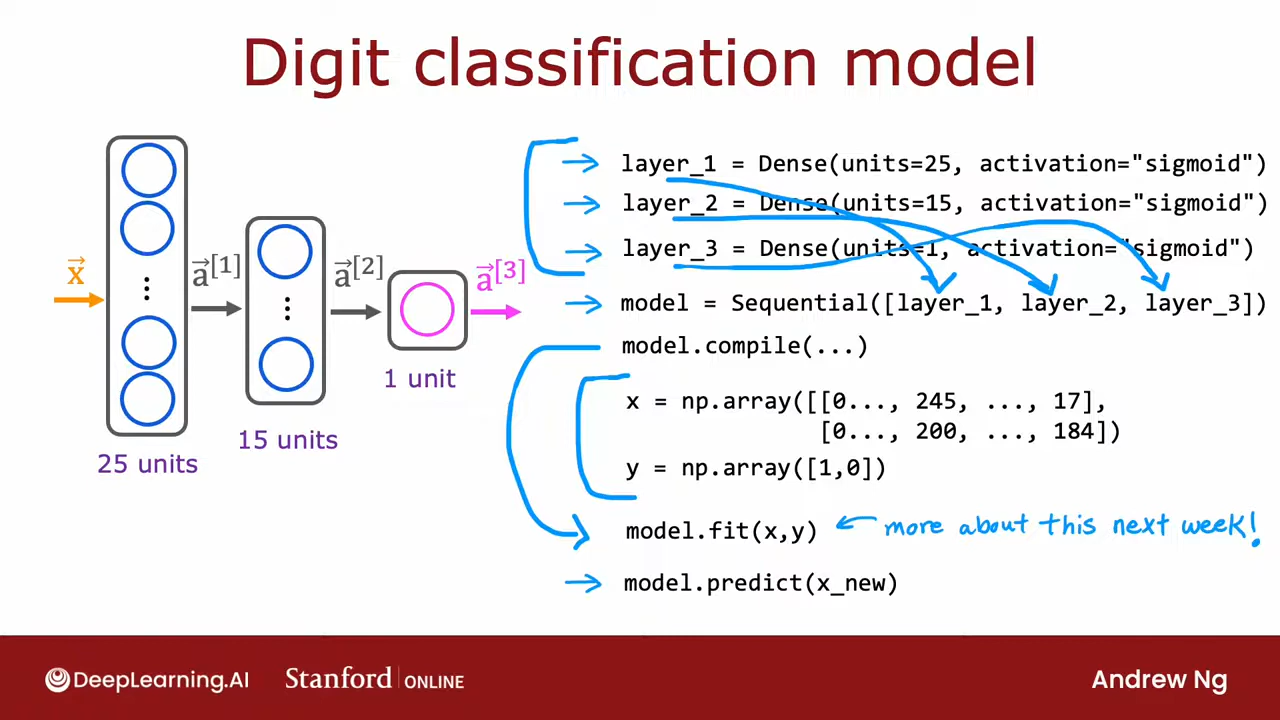 Digit classification model
x⃗
a⃗[1]
a⃗[2]
a⃗[3]
25 units
15 units
1 unit
layer_1 = Dense(units=25, activation="sigmoid")
layer_2 = Dense(units=15, activation="sigmoid")
layer_3 = Dense(units=1, activation="sigmoid")
model = Sequential([layer_1, layer_2, layer_3])
model.compile(...)
x = np.array([[0..., 245, ..., 17],
[0..., 200, ..., 184])
y = np.array([1,0])
model.fit(x,y) ← more about this next week!
model.predict(x_new)
DeepLearning.AI Stanford | ONLINE Andrew Ng